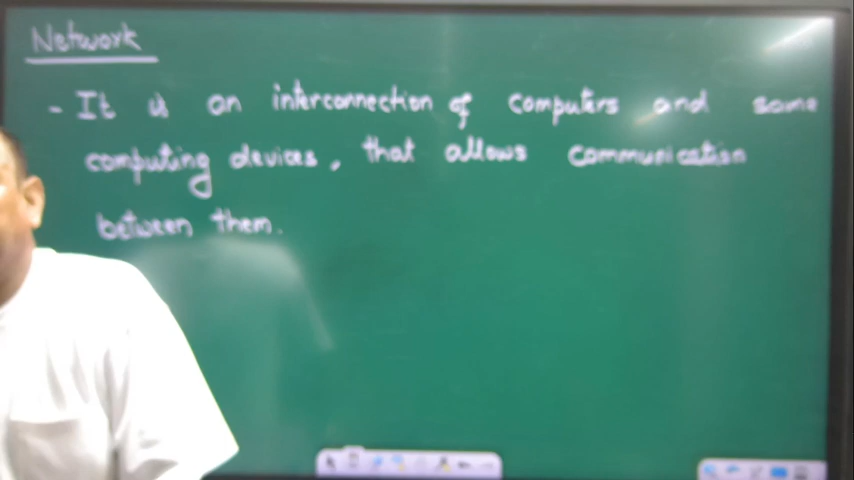 Network
- It is an interconnection of computers and some
computing devices, that allows communication
between them.